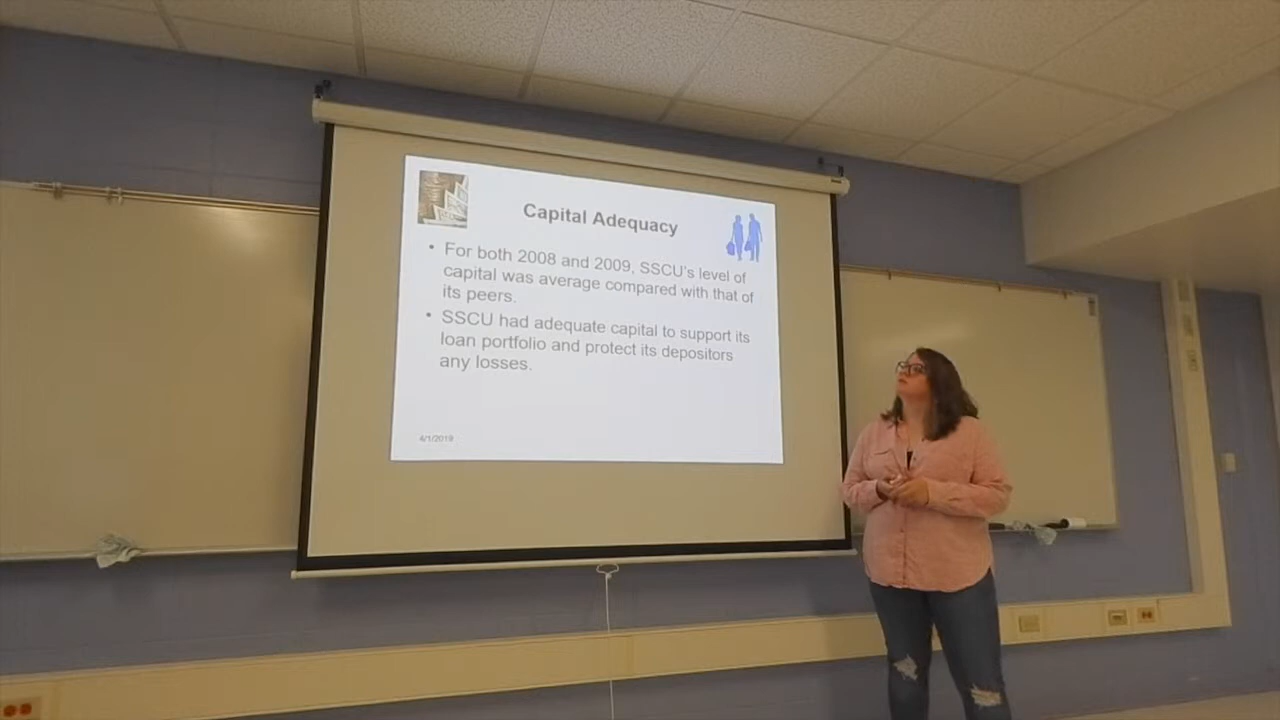 Capital Adequacy
• For both 2008 and 2009, SSCU's level of
capital was average compared with that of
its peers.
• SSCU had adequate capital to support its
loan portfolio and protect its depositors
any losses.
4/1/2019